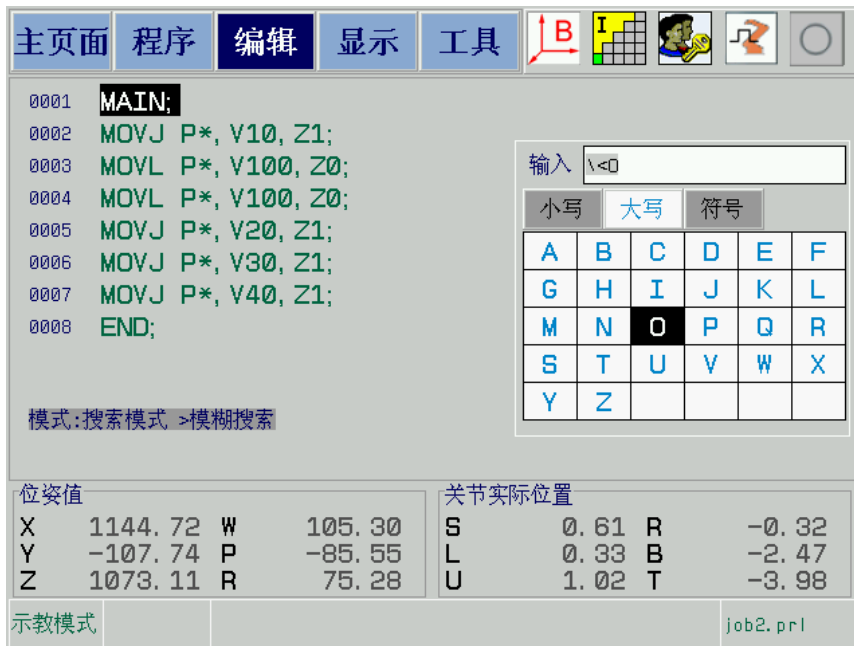 主页面 程序 编辑 显示 工具 B I
0001 MAIN;
0002 MOVJ P*, V10, Z1;
0003 MOVL P*, V100, Z0;
0004 MOVL P*, V100, Z0;
0005 MOVJ P*, V20, Z1;
0006 MOVJ P*, V30, Z1;
0007 MOVJ P*, V40, Z1;
0008 END;
模式:搜索模式 >模糊搜索
输入 \<O
小写 大写 符号
A B C D E F
G H I J K L
M N O P Q R
S T U V W X
Y Z
位姿值
X 1144.72 W 105.30
Y -107.74 P -85.55
Z 1073.11 R 75.28
关节实际位置
S 0.61 R -0.32
L 0.33 B -2.47
U 1.02 T -3.98
示教模式
job2.prl